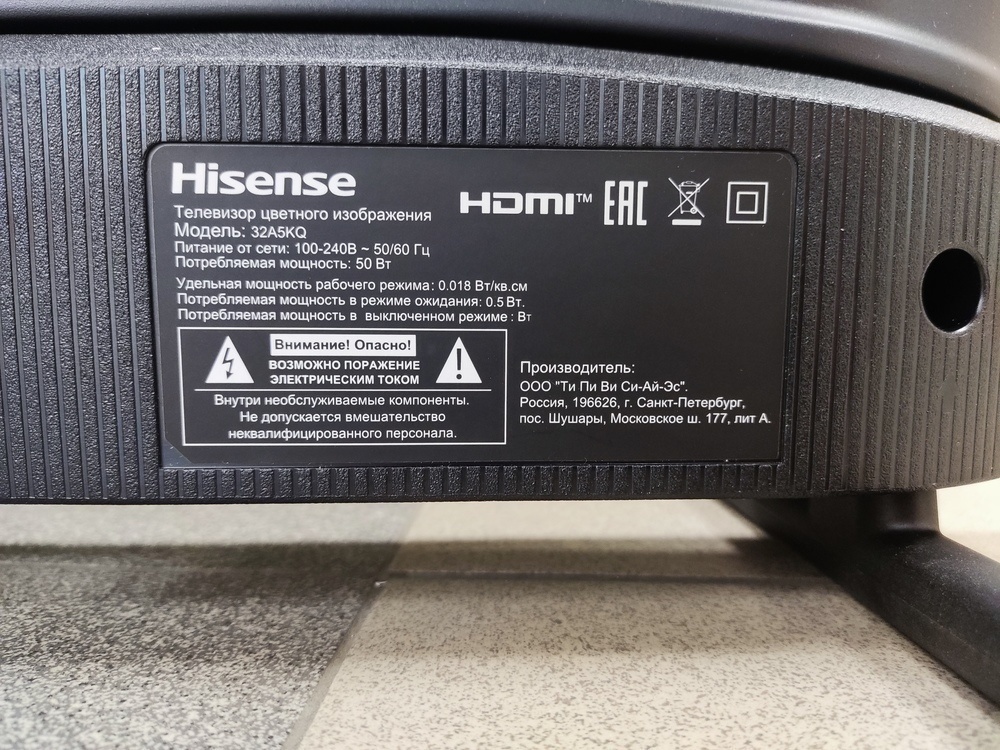 Hisense
HDMI™ EAC
Телевизор цветного изображения
Модель: 32A5KQ
Питание от сети: 100-240В ~ 50/60 Гц
Потребляемая мощность: 50 Вт
Удельная мощность рабочего режима: 0.018 Вт/кв.см
Потребляемая мощность в режиме ожидания: 0.5 Вт.
Потребляемая мощность в выключенном режиме : Вт
Внимание! Опасно!
ВОЗМОЖНО ПОРАЖЕНИЕ
ЭЛЕКТРИЧЕСКИМ ТОКОМ
Внутри необслуживаемые компоненты.
Не допускается вмешательство
неквалифицированного персонала.
Производитель:
ООО "Ти Пи Ви Си-Ай-Эс".
Россия, 196626, г. Санкт-Петербург,
пос. Шушары, Московское ш. 177, лит А.